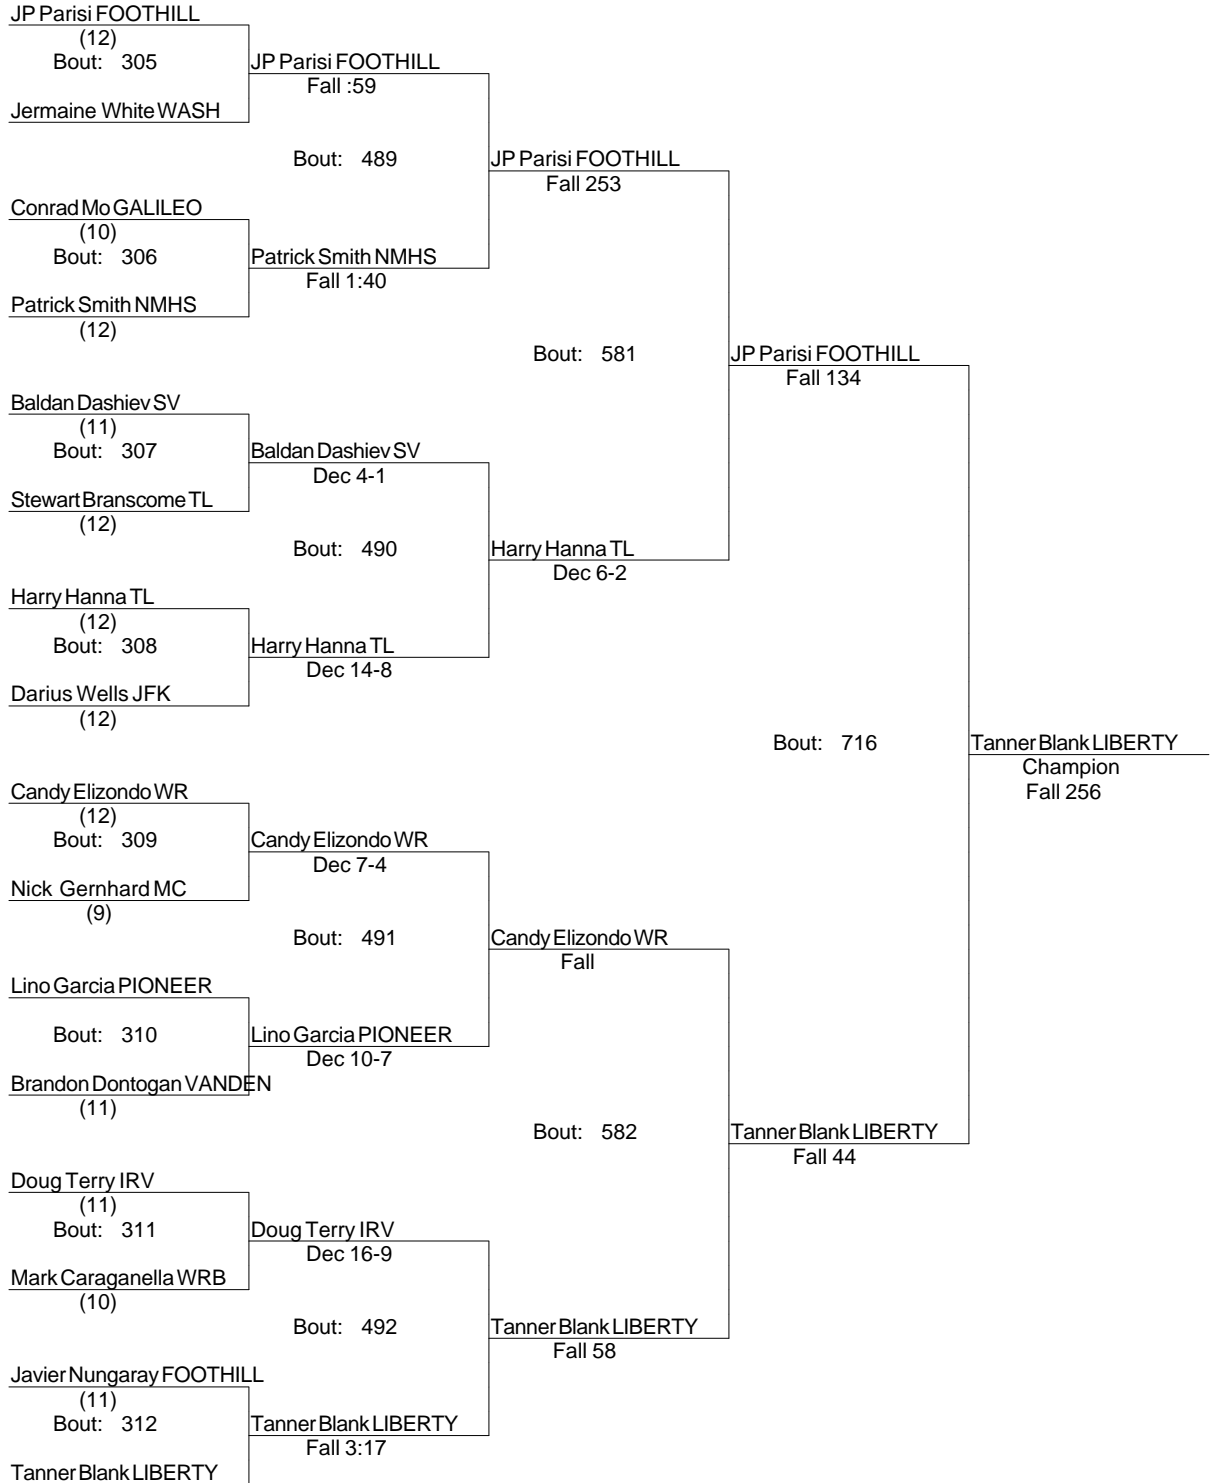 JP Parisi FOOTHILL
(12)
Bout: 305
JP Parisi FOOTHILL
Fall :59
Jermaine White WASH
Bout: 489
JP Parisi FOOTHILL
Fall 253
Conrad Mo GALILEO
(10)
Bout: 306
Patrick Smith NMHS
Fall 1:40
Patrick Smith NMHS
(12)
Bout: 581
JP Parisi FOOTHILL
Fall 134
Baldan Dashiev SV
(11)
Bout: 307
Baldan Dashiev SV
Dec 4-1
Stewart Branscome TL
(12)
Bout: 490
Harry Hanna TL
Dec 6-2
Harry Hanna TL
(12)
Bout: 308
Harry Hanna TL
Dec 14-8
Darius Wells JFK
(12)
Bout: 716
Tanner Blank LIBERTY
Champion
Fall 256
Candy Elizondo WR
(12)
Bout: 309
Candy Elizondo WR
Dec 7-4
Nick Gernhard MC
(9)
Bout: 491
Candy Elizondo WR
Fall
Lino Garcia PIONEER
Bout: 310
Lino Garcia PIONEER
Dec 10-7
Brandon Dontogan VANDEN
(11)
Bout: 582
Tanner Blank LIBERTY
Fall 44
Doug Terry IRV
(11)
Bout: 311
Doug Terry IRV
Dec 16-9
Mark Caraganella WRB
(10)
Bout: 492
Tanner Blank LIBERTY
Fall 58
Javier Nungaray FOOTHILL
(11)
Bout: 312
Tanner Blank LIBERTY
Fall 3:17
Tanner Blank LIBERTY